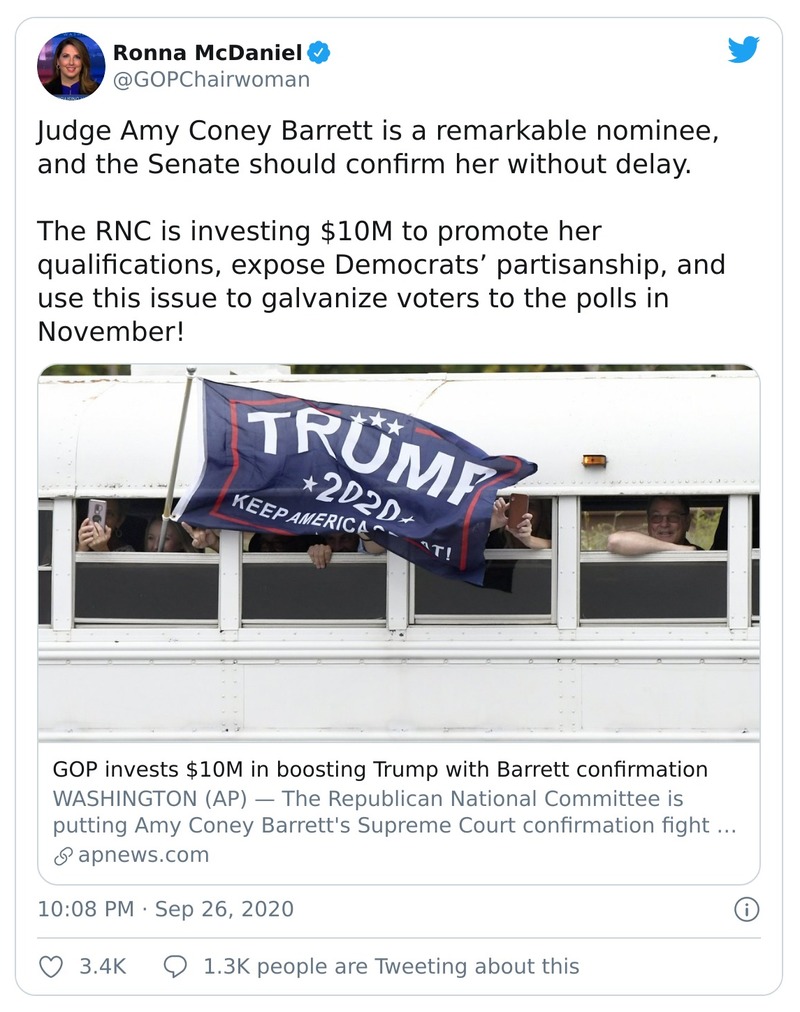 Ronna McDaniel
@GOPChairwoman
Judge Amy Coney Barrett is a remarkable nominee,
and the Senate should confirm her without delay.
The RNC is investing $10M to promote her
qualifications, expose Democrats’ partisanship, and
use this issue to galvanize voters to the polls in
November!
TRUMP
2020
KEEP AMERICA
AT!
GOP invests $10M in boosting Trump with Barrett confirmation
WASHINGTON (AP) — The Republican National Committee is
putting Amy Coney Barrett's Supreme Court confirmation fight ...
apnews.com
10:08 PM · Sep 26, 2020
3.4K
1.3K people are Tweeting about this